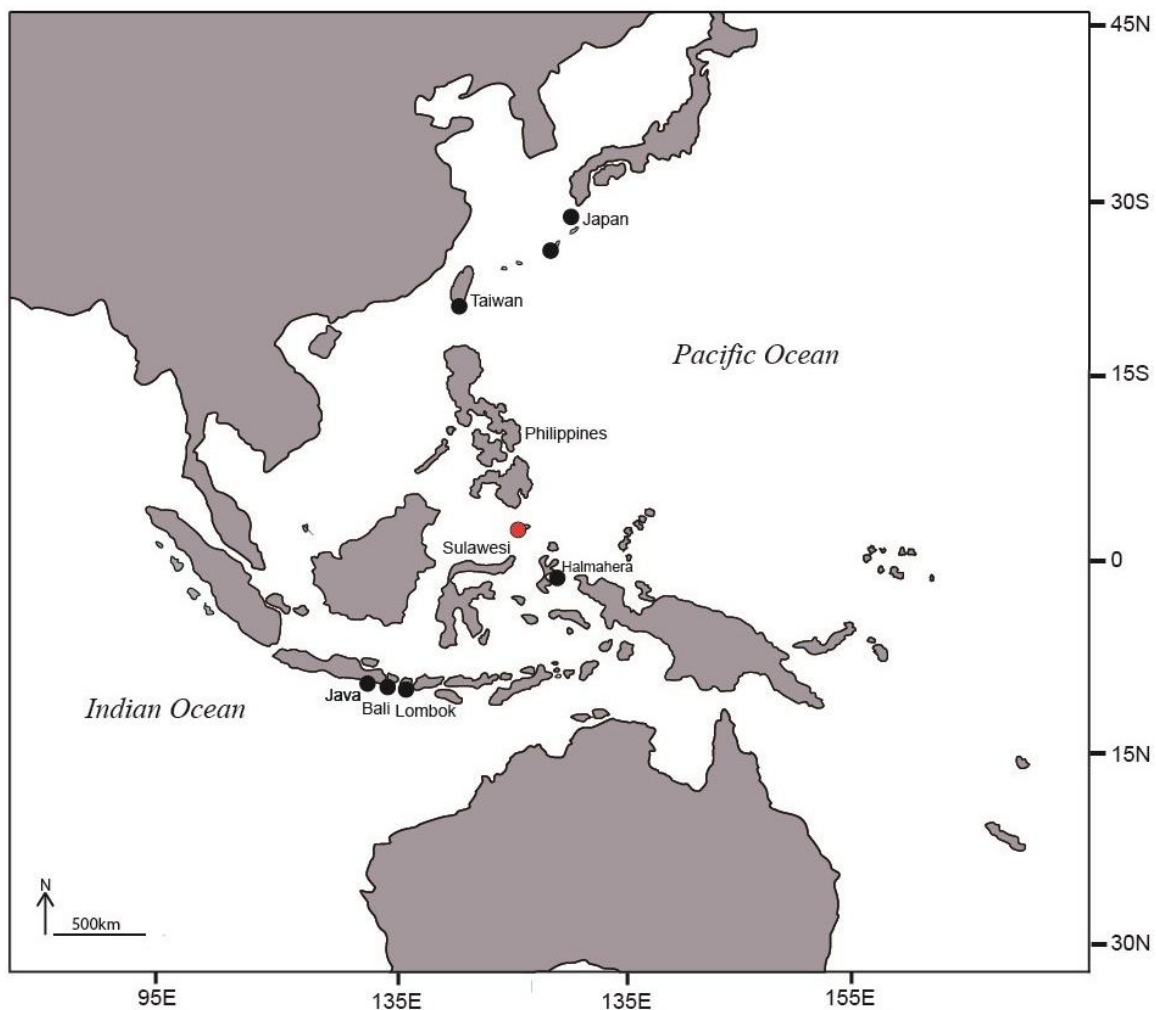 45N
30S
Japan
Taiwan
15S
Pacific Ocean
Philippines
Sulawesi
0
Halmahera
Java
Bali
Lombok
Indian Ocean
15N
N
500km
30N
95E
135E
135E
155E